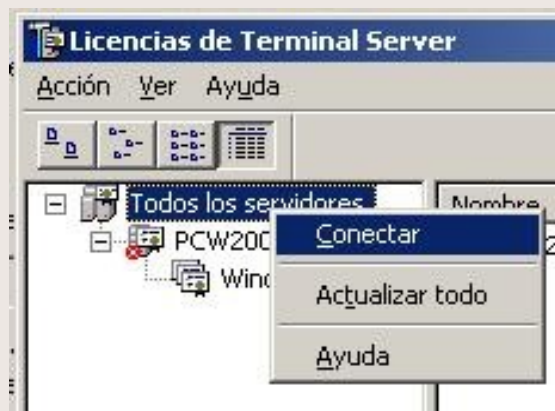 Licencias de Terminal Server
Acción Ver Ayuda
Todos los servidores
Nombre
PCW200
Conectar
Actualizar todo
Ayuda